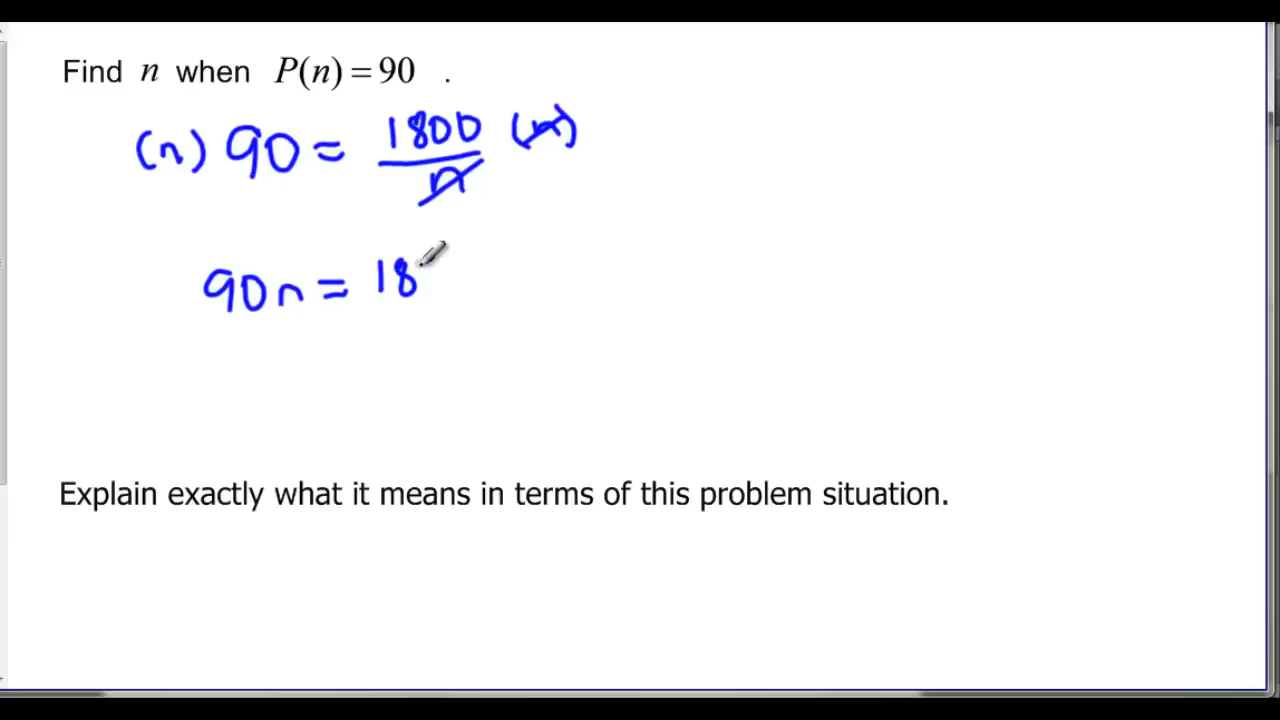 Find n when P(n) = 90 .
(n) 90 = 1800/n (n)
90n = 18
Explain exactly what it means in terms of this problem situation.